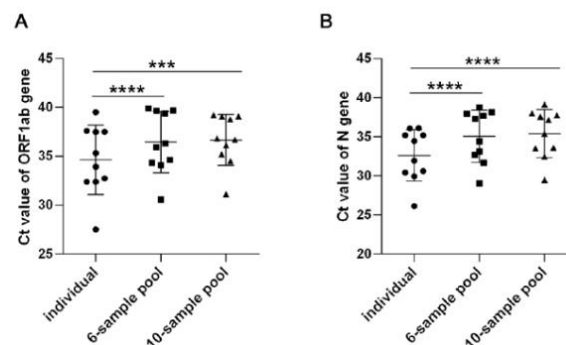 A
Ct value of ORF1ab gene
45
40
35
30
25
****
***
individual
6-sample pool
10-sample pool
B
Ct value of N gene
45
40
35
30
25
20
****
****
individual
6-sample pool
10-sample pool